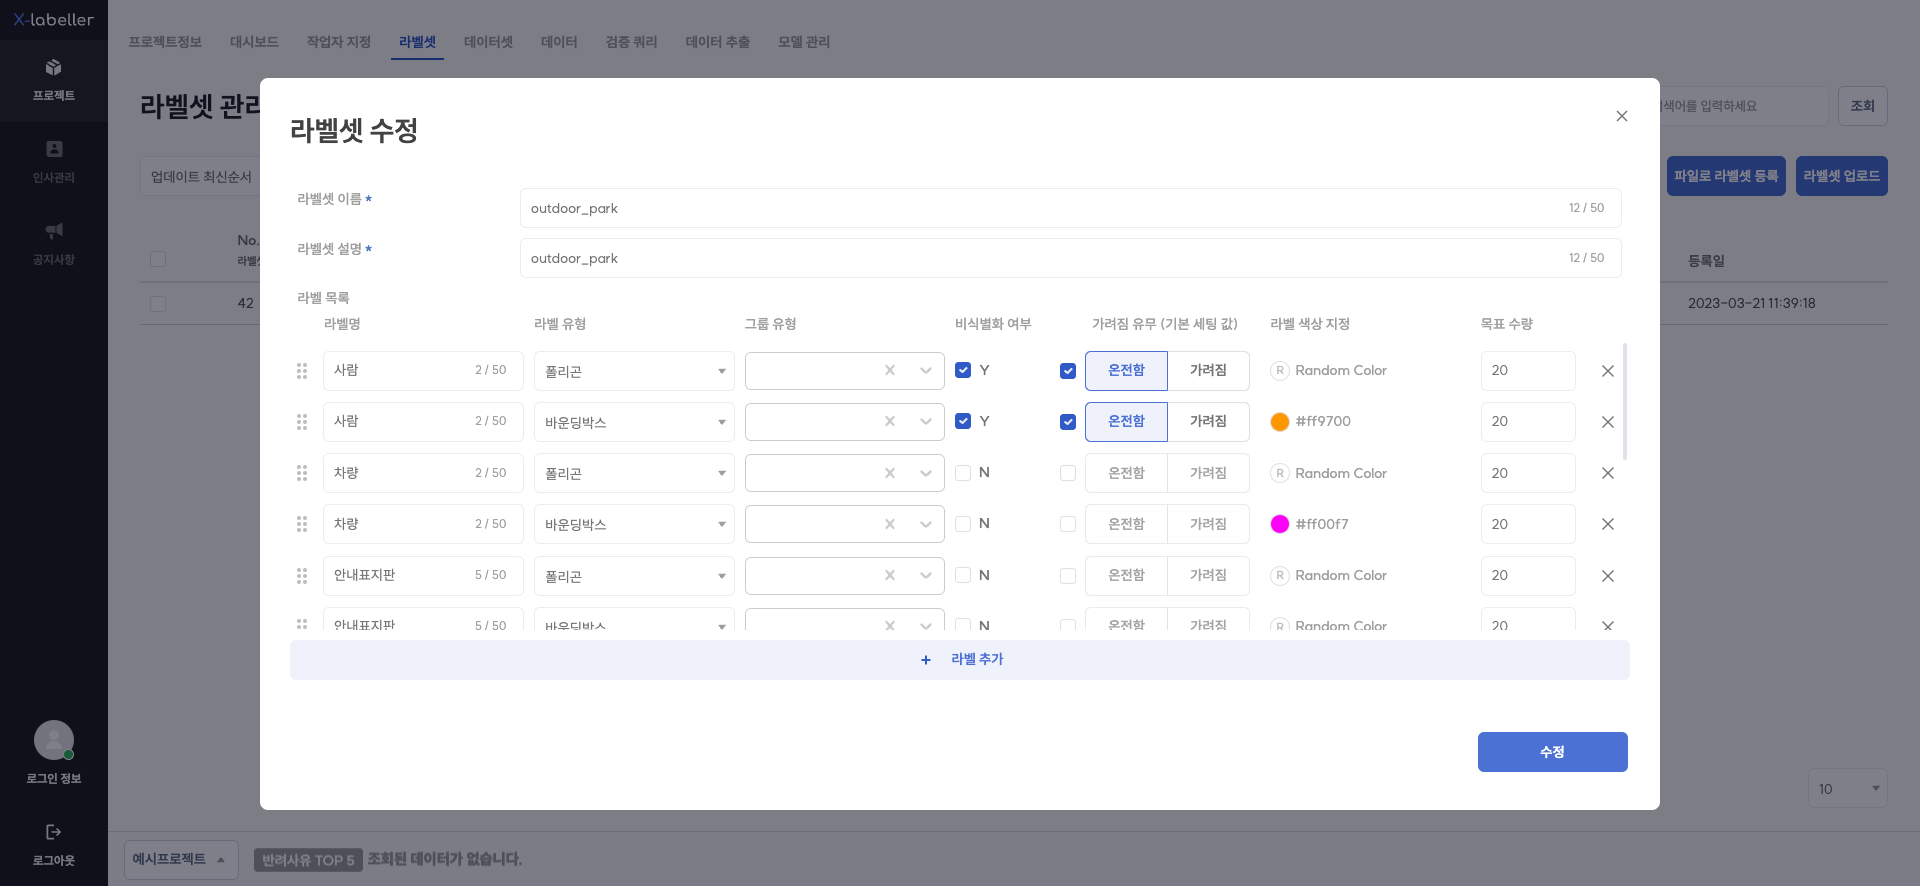 X-labeller
프로젝트
인사관리
공지사항
로그인 정보
로그아웃
프로젝트정보 대시보드 작업자 지정 라벨셋 데이터셋 데이터 검증 쿼리 데이터 추출 모델 관리
라벨셋 관리
색어를 입력하세요 조회
업데이트 최신순서
파일로 라벨셋 등록 라벨셋 업로드
No.
라벨셋
등록일
42
2023-03-21 11:39:18
라벨셋 수정
라벨셋 이름 *
outdoor_park 12 / 50
라벨셋 설명 *
outdoor_park 12 / 50
라벨 목록
라벨명 라벨 유형 그룹 유형 비식별화 여부 가려짐 유무 (기본 세팅 값) 라벨 색상 지정 목표 수량
사람 2 / 50 폴리곤 Y 온전함 가려짐 R Random Color 20
사람 2 / 50 바운딩박스 Y 온전함 가려짐 #ff9700 20
차량 2 / 50 폴리곤 N 온전함 가려짐 R Random Color 20
차량 2 / 50 바운딩박스 N 온전함 가려짐 #ff00f7 20
안내표지판 5 / 50 폴리곤 N 온전함 가려짐 R Random Color 20
안내표지판 5 / 50 바운딩박스 N 온전함 가려짐 R Random Color 20
+ 라벨 추가
수정
10
예시프로젝트
반려사유 TOP 5 조회된 데이터가 없습니다.